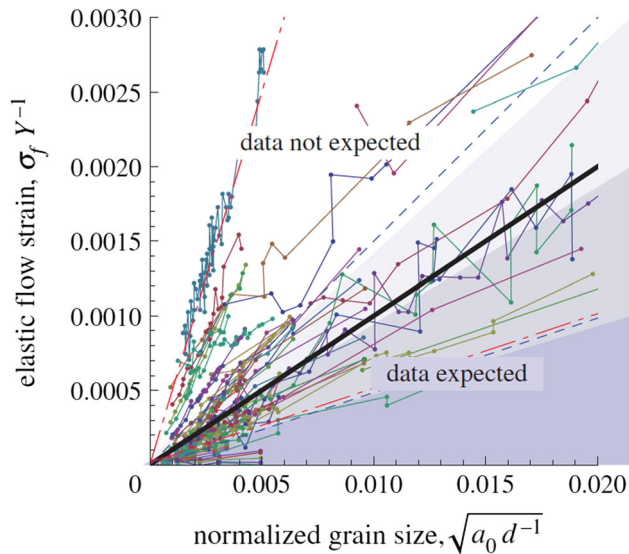 0.0030
0.0025
0.0020
0.0015
0.0010
0.0005
0
0.005
0.010
0.015
0.020
data not expected
data expected
elastic flow strain, σf Y⁻¹
normalized grain size, √a₀ d⁻¹